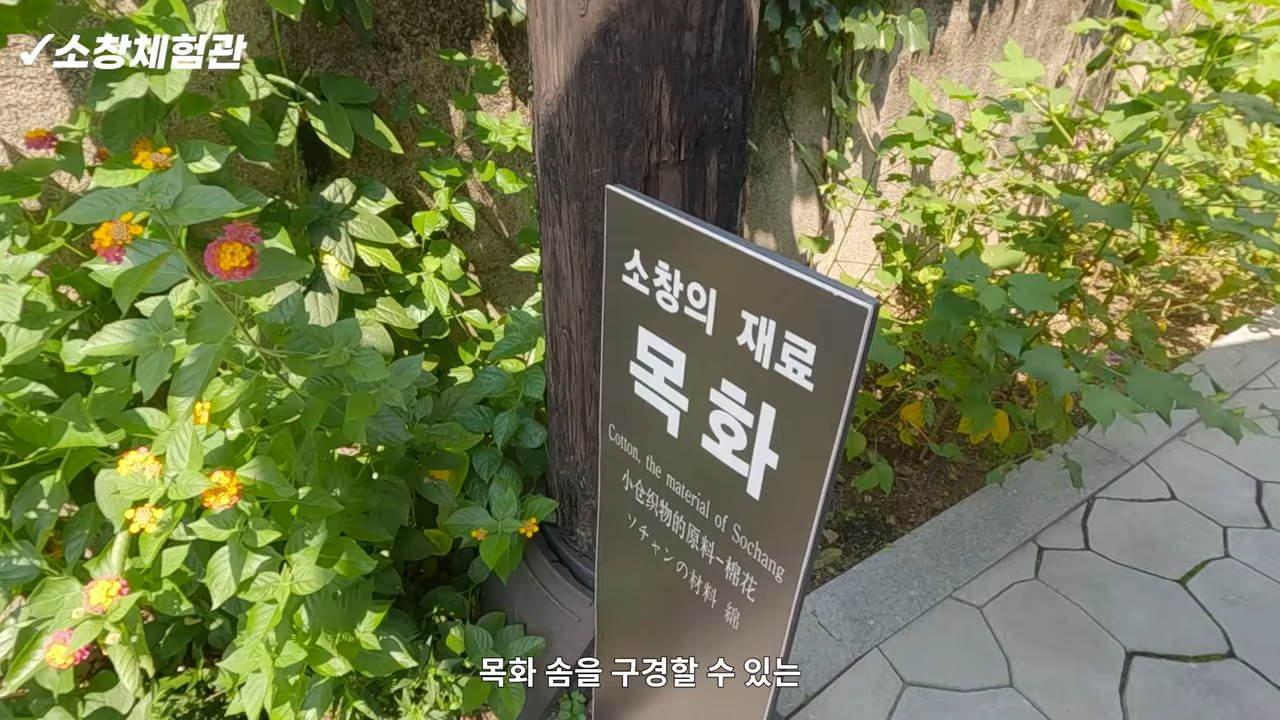 ✓소창체험관
소창의 재료
목화
Cotton, the material of Sochang
小仓织物的原料-棉花
ソチャンの材料 綿
목화 솜을 구경할 수 있는